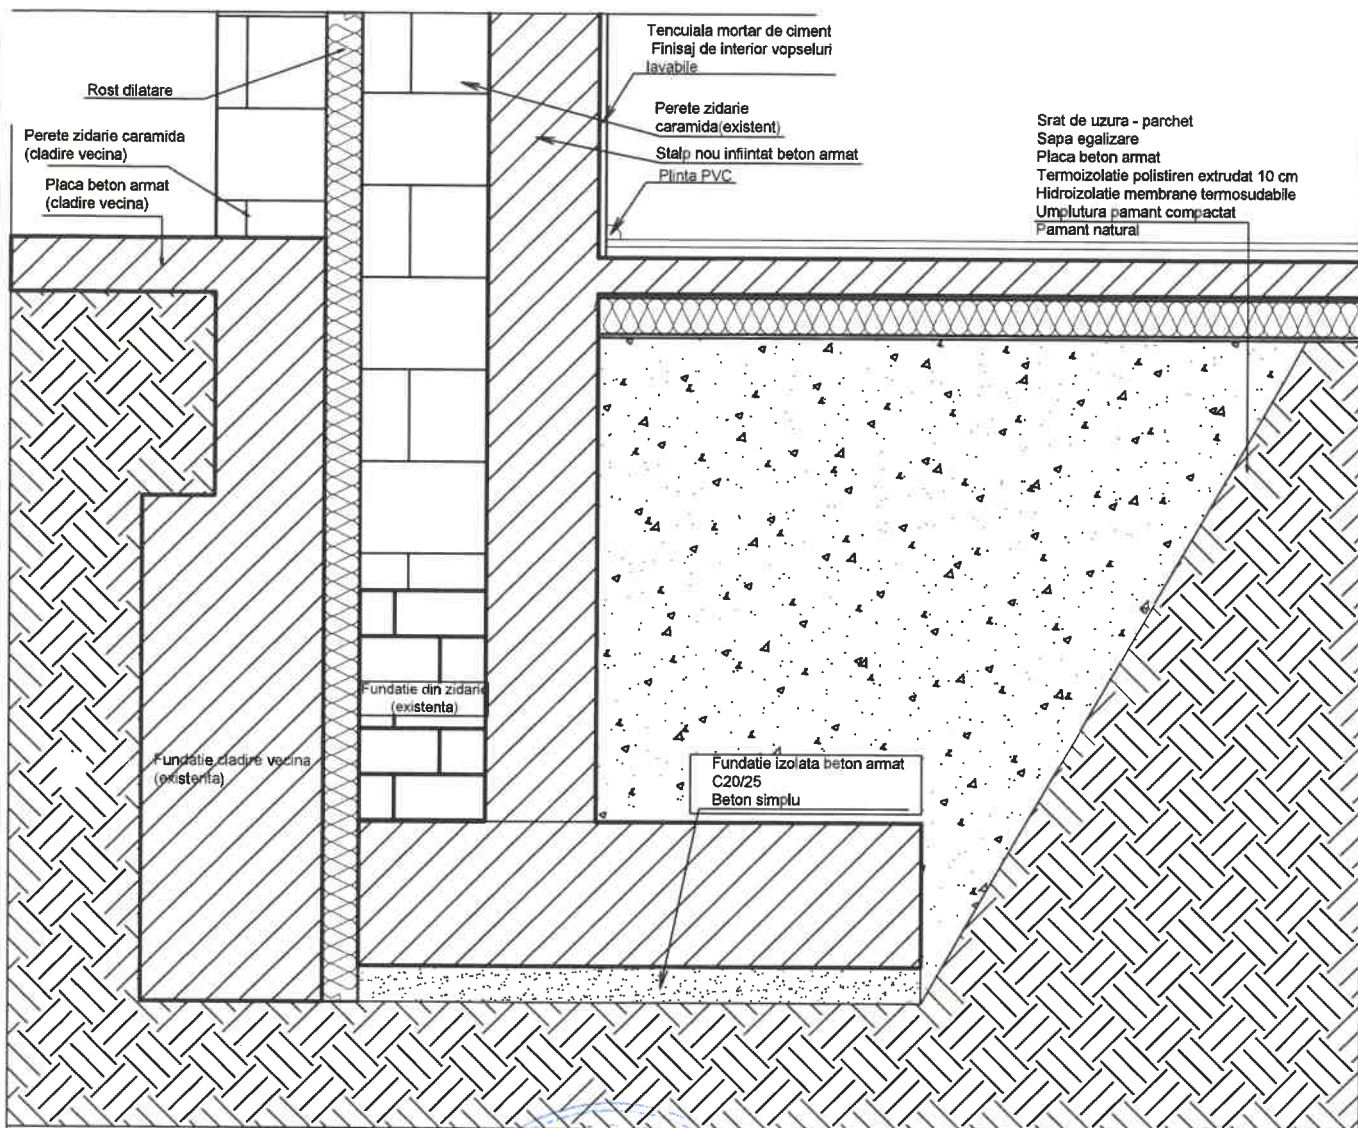 Tencuiala mortar de ciment
Finisaj de interior vopseluri
lavabile
Rost dilatare
Perete zidarie
caramida(existent)
Stalp nou infiintat beton armat
Plinta PVC
Perete zidarie caramida
(cladire vecina)
Placa beton armat
(cladire vecina)
Srat de uzura - parchet
Sapa egalizare
Placa beton armat
Termoizolatie polistiren extrudat 10 cm
Hidroizolatie membrane termosudabile
Umplutura pamant compactat
Pamant natural
Fundatie din zidarie
(existenta)
Fundatie cladire vecina
(existenta)
Fundatie izolata beton armat
C20/25
Beton simplu